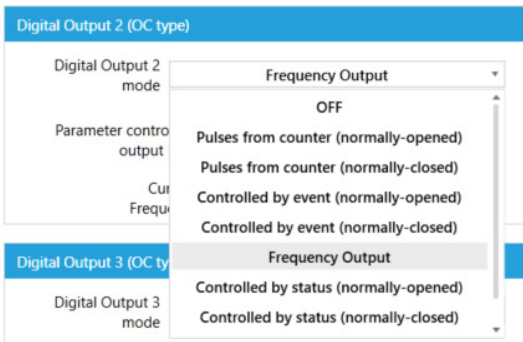 Digital Output 2 (OC type)
Digital Output 2
mode
Frequency Output
OFF
Pulses from counter (normally-opened)
Pulses from counter (normally-closed)
Controlled by event (normally-opened)
Controlled by event (normally-closed)
Frequency Output
Controlled by status (normally-opened)
Controlled by status (normally-closed)
Parameter contro
output
Cur
Frequ
Digital Output 3 (OC ty
Digital Output 3
mode